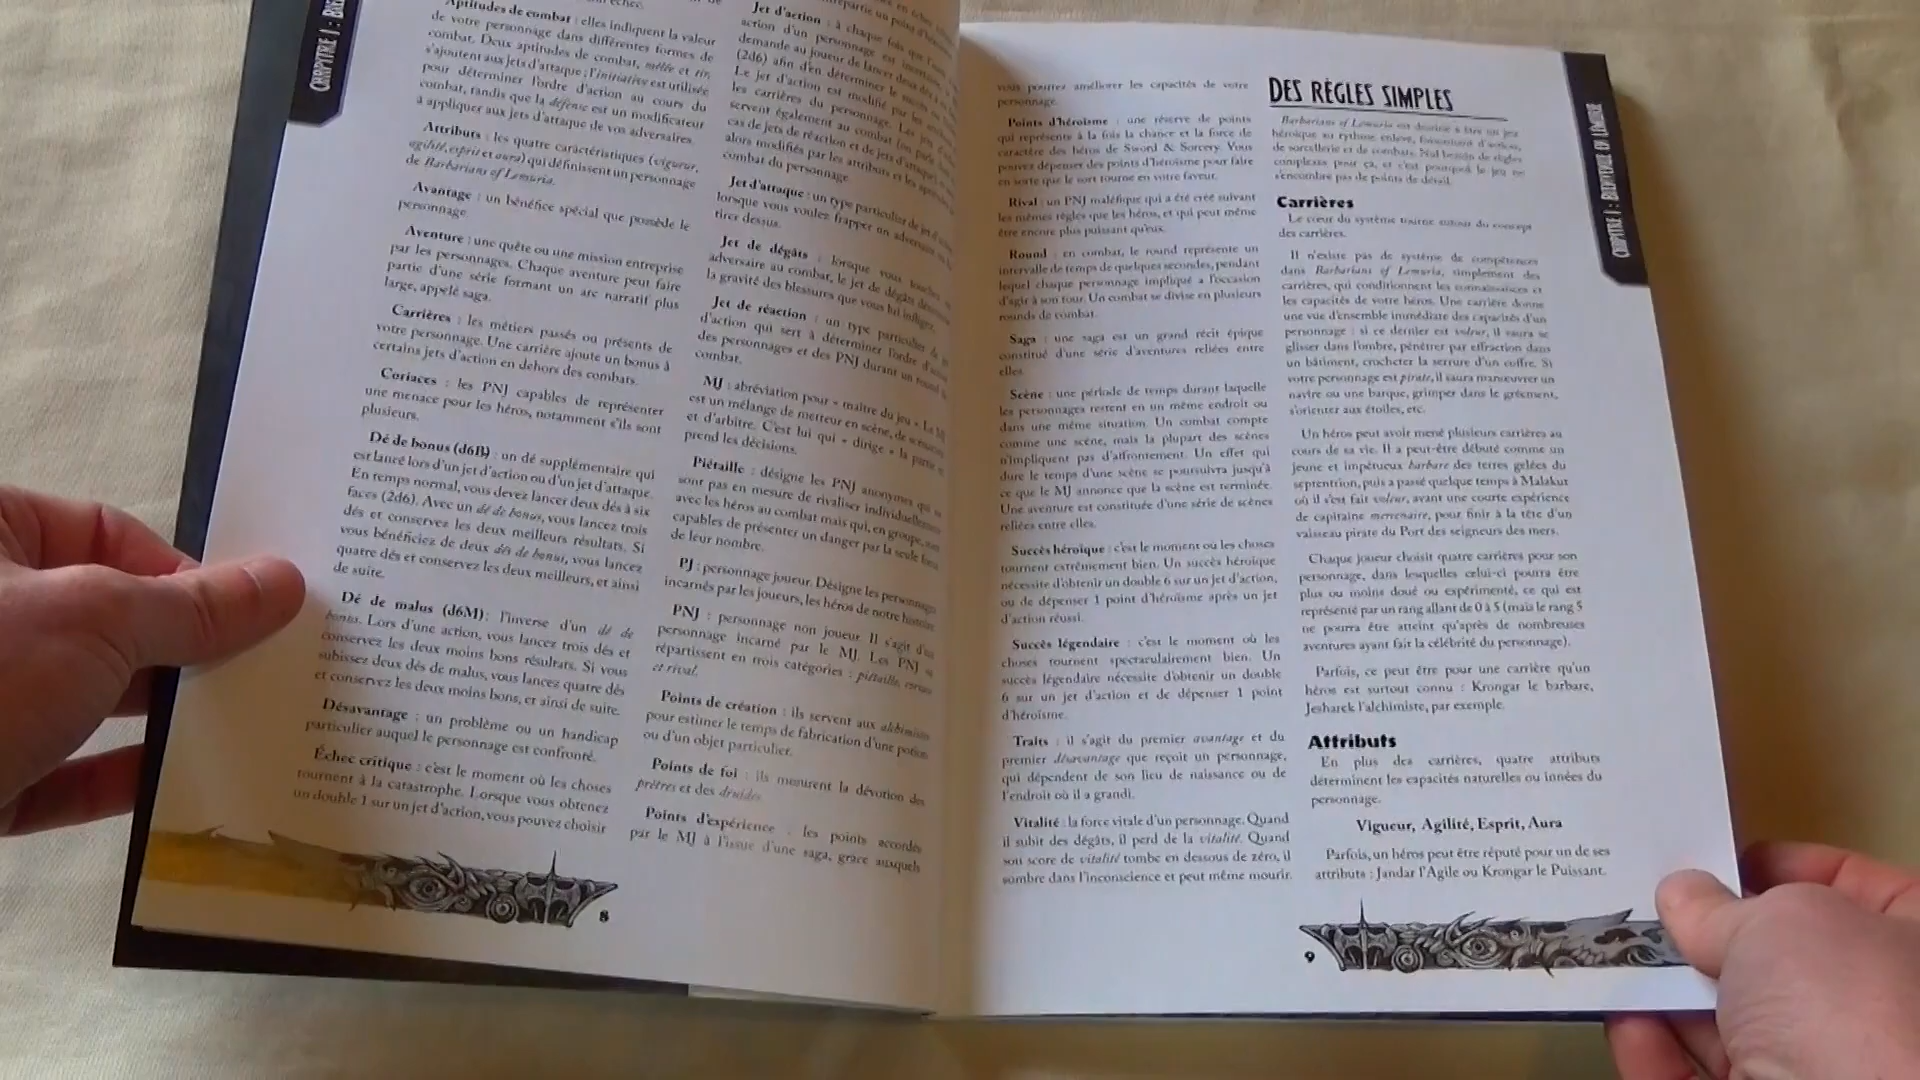 CHAPITRE I : 
échec.
Aptitudes de combat : elles indiquent la valeur
de votre personnage dans différentes formes de
combat. Deux aptitudes de combat, mêlée et tir,
s'ajoutent aux jets d'attaque ; l'initiative est utilisée
pour déterminer l'ordre d'action au cours du
combat, tandis que la défense est un modificateur
à appliquer aux jets d'attaque de vos adversaires.
Attributs : les quatre caractéristiques (vigueur,
agilité, esprit et aura) qui définissent un personnage
de Barbarians of Lemuria.
Avantage : un bénéfice spécial que possède le
personnage.
Aventure : une quête ou une mission entreprise
par les personnages. Chaque aventure peut faire
partie d'une série formant un arc narratif plus
large, appelé saga.
Carrières : les métiers passés ou présents de
votre personnage. Une carrière ajoute un bonus à
certains jets d'action en dehors des combats.
Coriaces : les PNJ capables de représenter
une menace pour les héros, notamment s'ils sont
plusieurs.
Dé de bonus (d6B) : un dé supplémentaire qui
est lancé lors d'un jet d'action ou d'un jet d'attaque.
En temps normal, vous devez lancer deux dés à six
faces (2d6). Avec un dé de bonus, vous lancez trois
dés et conservez les deux meilleurs résultats. Si
vous bénéficiez de deux dés de bonus, vous lancez
quatre dés et conservez les deux meilleurs, et ainsi
de suite.
Dé de malus (d6M) : l'inverse d'un dé de
bonus. Lors d'une action, vous lancez trois dés et
conservez les deux moins bons résultats. Si vous
subissez deux dés de malus, vous lancez quatre dés
et conservez les deux moins bons, et ainsi de suite.
Désavantage : un problème ou un handicap
particulier auquel le personnage est confronté.
Échec critique : c'est le moment où les choses
tournent à la catastrophe. Lorsque vous obtenez
un double 1 sur un jet d'action, vous pouvez choisir
Jet d'action : à chaque fois que
action d'un personnage est
demande au joueur de lancer deux dés
(2d6) afin d'en déterminer le succès
Le jet d'action est modifié par les
les carrières du personnage. Les
servent également au combat
cas de jets de réaction et de jets d'attaque
alors modifiés par les attributs et les
combat du personnage.
Jet d'attaque : un type particulier de jet
lorsque vous voulez frapper un adversaire
tirer dessus.
Jet de dégâts : lorsque vous touchez
adversaire au combat, le jet de dégâts détermine
la gravité des blessures que vous lui infligez.
Jet de réaction : un type particulier de
d'action qui sert à déterminer l'ordre d'action
des personnages et des PNJ durant un round
combat.
MJ : abréviation pour « maître du jeu ». Le MJ
est un mélange de metteur en scène, de
et d'arbitre. C'est lui qui « dirige » la partie
prend les décisions.
Piétaille : désigne les PNJ anonymes qui
sont pas en mesure de rivaliser individuellement
avec les héros au combat mais qui, en groupe, sont
capables de présenter un danger par la seule force
de leur nombre.
PJ : personnage joueur. Désigne les personnages
incarnés par les joueurs, les héros de notre histoire.
PNJ : personnage non joueur. Il s'agit d'un
personnage incarné par le MJ. Les PNJ se
répartissent en trois catégories : piétaille, coriace
et rival.
Points de création : ils servent aux alchimistes
pour estimer le temps de fabrication d'une potion
ou d'un objet particulier.
Points de foi : ils mesurent la dévotion des
prêtres et des druides.
Points d'expérience : les points accordés
par le MJ à l'issue d'une saga, grâce auxquels
8
vous pourrez améliorer les capacités de votre
personnage.
Points d'héroïsme : une réserve de points
qui représente à la fois la chance et la force de
caractère des héros de Sword & Sorcery. Vous
pouvez dépenser des points d'héroïsme pour faire
en sorte que le sort tourne en votre faveur.
Rival : un PNJ maléfique qui a été créé suivant
les mêmes règles que les héros, et qui peut même
être encore plus puissant qu'eux.
Round : en combat, le round représente un
intervalle de temps de quelques secondes, pendant
lequel chaque personnage impliqué a l'occasion
d'agir à son tour. Un combat se divise en plusieurs
rounds de combat.
Saga : une saga est un grand récit épique
constitué d'une série d'aventures reliées entre
elles.
Scène : une période de temps durant laquelle
les personnages restent en un même endroit ou
dans une même situation. Un combat compte
comme une scène, mais la plupart des scènes
n'impliquent pas d'affrontement. Un effet qui
dure le temps d'une scène se poursuivra jusqu'à
ce que le MJ annonce que la scène est terminée.
Une aventure est constituée d'une série de scènes
reliées entre elles.
Succès héroïque : c'est le moment où les choses
tournent extrêmement bien. Un succès héroïque
nécessite d'obtenir un double 6 sur un jet d'action,
ou de dépenser 1 point d'héroïsme après un jet
d'action réussi.
Succès légendaire : c'est le moment où les
choses tournent spectaculairement bien. Un
succès légendaire nécessite d'obtenir un double
6 sur un jet d'action et de dépenser 1 point
d'héroïsme.
Traits : il s'agit du premier avantage et du
premier désavantage que reçoit un personnage,
qui dépendent de son lieu de naissance ou de
l'endroit où il a grandi.
Vitalité : la force vitale d'un personnage. Quand
il subit des dégâts, il perd de la vitalité. Quand
son score de vitalité tombe en dessous de zéro, il
sombre dans l'inconscience et peut même mourir.
DES RÈGLES SIMPLES
Barbarians of Lemuria est destiné à être un jeu
héroïque au rythme enlevé, foisonnant d'action,
de sorcellerie et de combats. Nul besoin de règles
complexes pour ça, et c'est pourquoi le jeu ne
s'encombre pas de points de détail.
Carrières
Le cœur du système tourne autour du concept
des carrières.
Il n'existe pas de système de compétences
dans Barbarians of Lemuria, simplement des
carrières, qui conditionnent les connaissances et
les capacités de votre héros. Une carrière donne
une vue d'ensemble immédiate des capacités d'un
personnage : si ce dernier est voleur, il saura se
glisser dans l'ombre, pénétrer par effraction dans
un bâtiment, crocheter la serrure d'un coffre. Si
votre personnage est pirate, il saura manœuvrer un
navire ou une barque, grimper dans le gréement,
s'orienter aux étoiles, etc.
Un héros peut avoir mené plusieurs carrières au
cours de sa vie. Il a peut-être débuté comme un
jeune et impétueux barbare des terres gelées du
septentrion, puis a passé quelque temps à Malakut
où il s'est fait voleur, avant une courte expérience
de capitaine mercenaire, pour finir à la tête d'un
vaisseau pirate du Port des seigneurs des mers.
Chaque joueur choisit quatre carrières pour son
personnage, dans lesquelles celui-ci pourra être
plus ou moins doué ou expérimenté, ce qui est
représenté par un rang allant de 0 à 5 (mais le rang 5
ne pourra être atteint qu'après de nombreuses
aventures ayant fait la célébrité du personnage).
Parfois, ce peut être pour une carrière qu'un
héros est surtout connu : Krongar le barbare,
Jesharek l'alchimiste, par exemple.
Attributs
En plus des carrières, quatre attributs
déterminent les capacités naturelles ou innées du
personnage.
Vigueur, Agilité, Esprit, Aura
Parfois, un héros peut être réputé pour un de ses
attributs : Jandar l'Agile ou Krongar le Puissant.
9
CHAPITRE I : BIENVENUE EN LÉMURIE